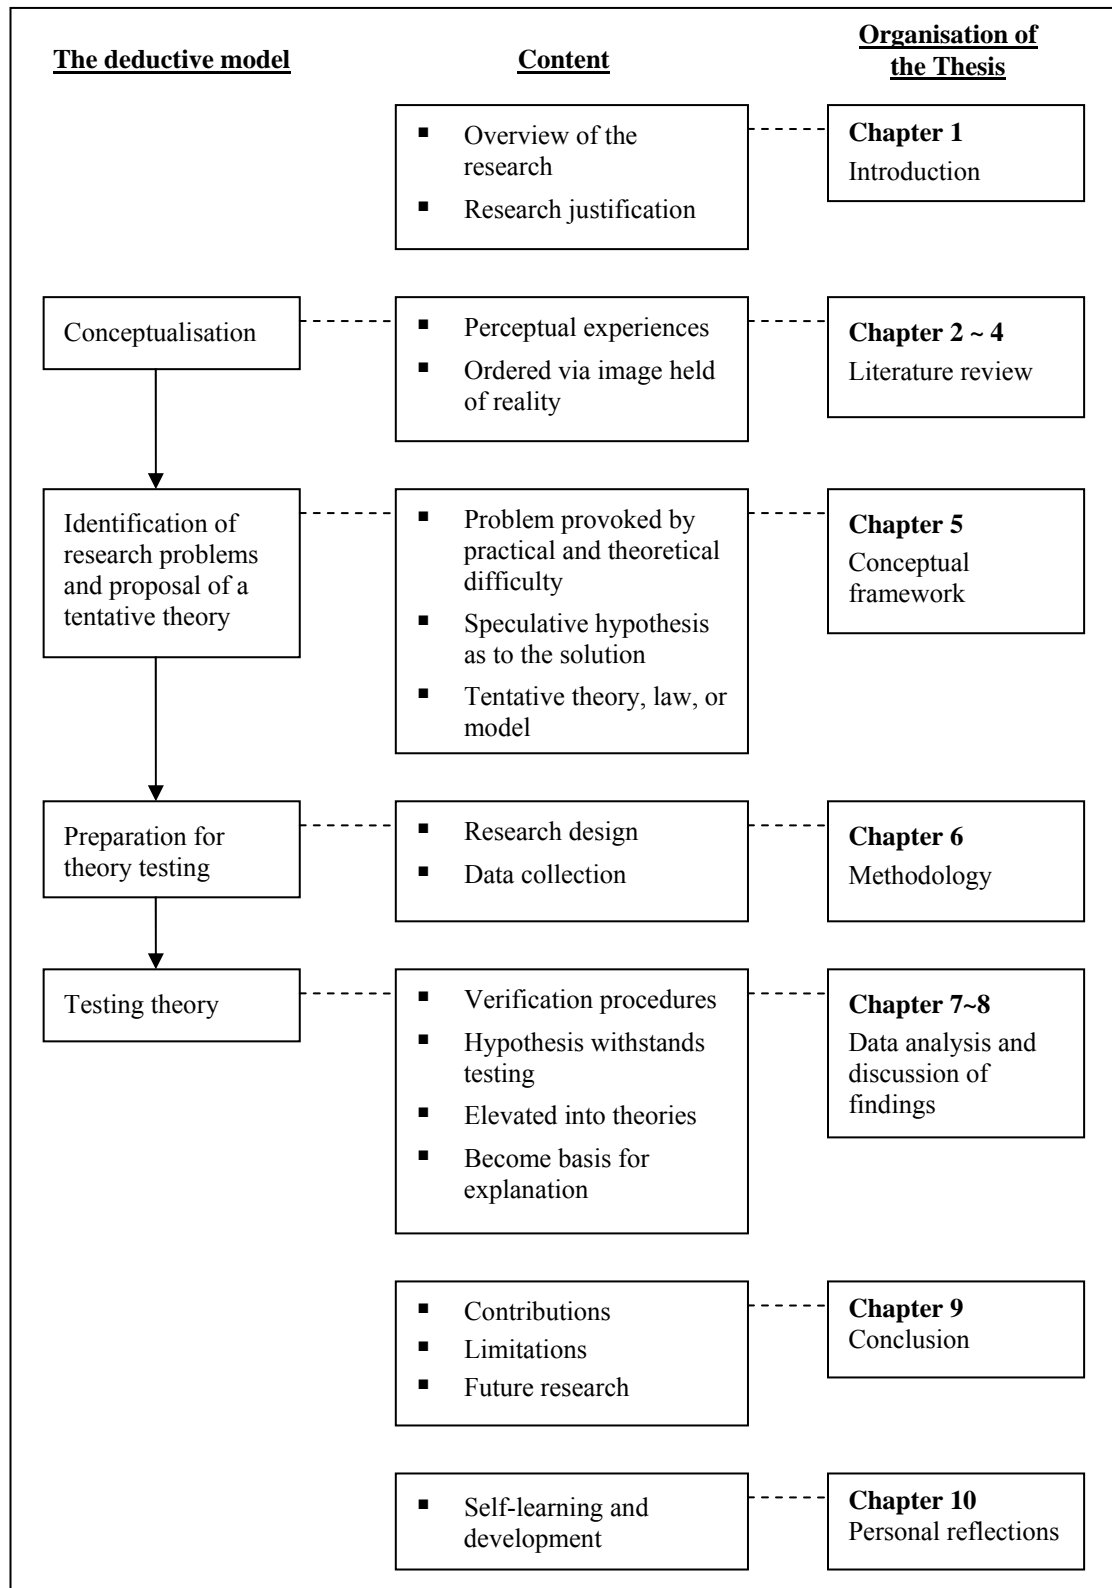 The deductive model
Content
Organisation of
the Thesis
▪ Overview of the
research
▪ Research justification
Chapter 1
Introduction
Conceptualisation
▪ Perceptual experiences
▪ Ordered via image held
of reality
Chapter 2 ~ 4
Literature review
Identification of
research problems
and proposal of a
tentative theory
▪ Problem provoked by
practical and theoretical
difficulty
▪ Speculative hypothesis
as to the solution
▪ Tentative theory, law, or
model
Chapter 5
Conceptual
framework
Preparation for
theory testing
▪ Research design
▪ Data collection
Chapter 6
Methodology
Testing theory
▪ Verification procedures
▪ Hypothesis withstands
testing
▪ Elevated into theories
▪ Become basis for
explanation
Chapter 7~8
Data analysis and
discussion of
findings
▪ Contributions
▪ Limitations
▪ Future research
Chapter 9
Conclusion
▪ Self-learning and
development
Chapter 10
Personal reflections